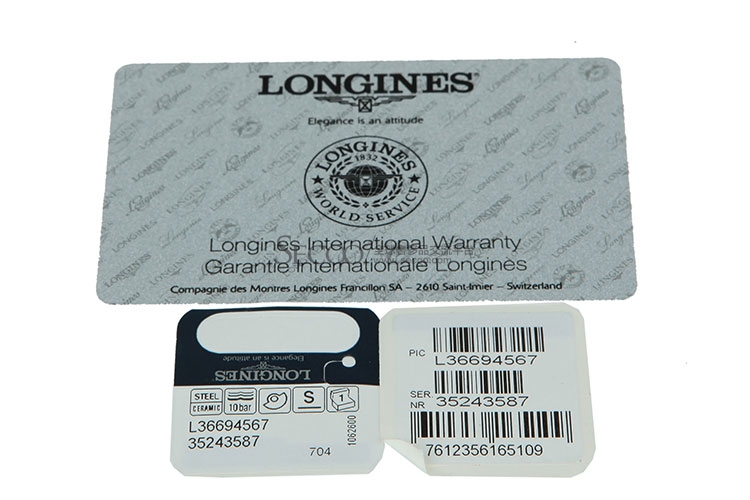 LONGINES
Elegance is an attitude
LONGINES
1832
WORLD SERVICE
Longines International Warranty
Garantie Internationale Longines
Compagnie des Montres Longines Francillon SA – 2610 Saint-Imier – Switzerland
Elegance is an attitude
LONGINES
STEEL
CERAMIC
10bar
S
1
L36694567
35243587
704
1062600
PIC
L36694567
SER.
NR
35243587
7612356165109